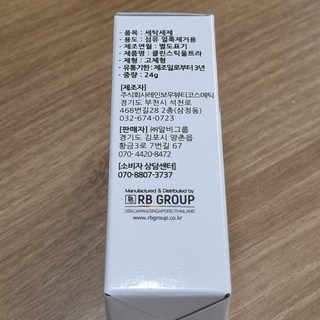 - 품목 : 세탁세제
- 용도 : 섬유 얼룩제거용
- 제조연월 : 별도표기
- 제품명 : 클린스틱울트라
- 제형 : 고체형
- 유통기한 : 제조일로부터 3년
- 중량 : 24g
[제조자]
주식회사레인보우뷰티코스메틱
경기도 부천시 석천로
468번길28 2층(삼정동)
032-674-0723
[판매자] ㈜알비그룹
경기도 김포시 양촌읍
황금3로 7번길 67
070-4420-8472
[소비자 상담센터]
070-8807-3737
Manufactured & Distributed by
RB GROUP
USA/JAPAN/SINGAPORE/THAILAND
www.rbgroup.co.kr